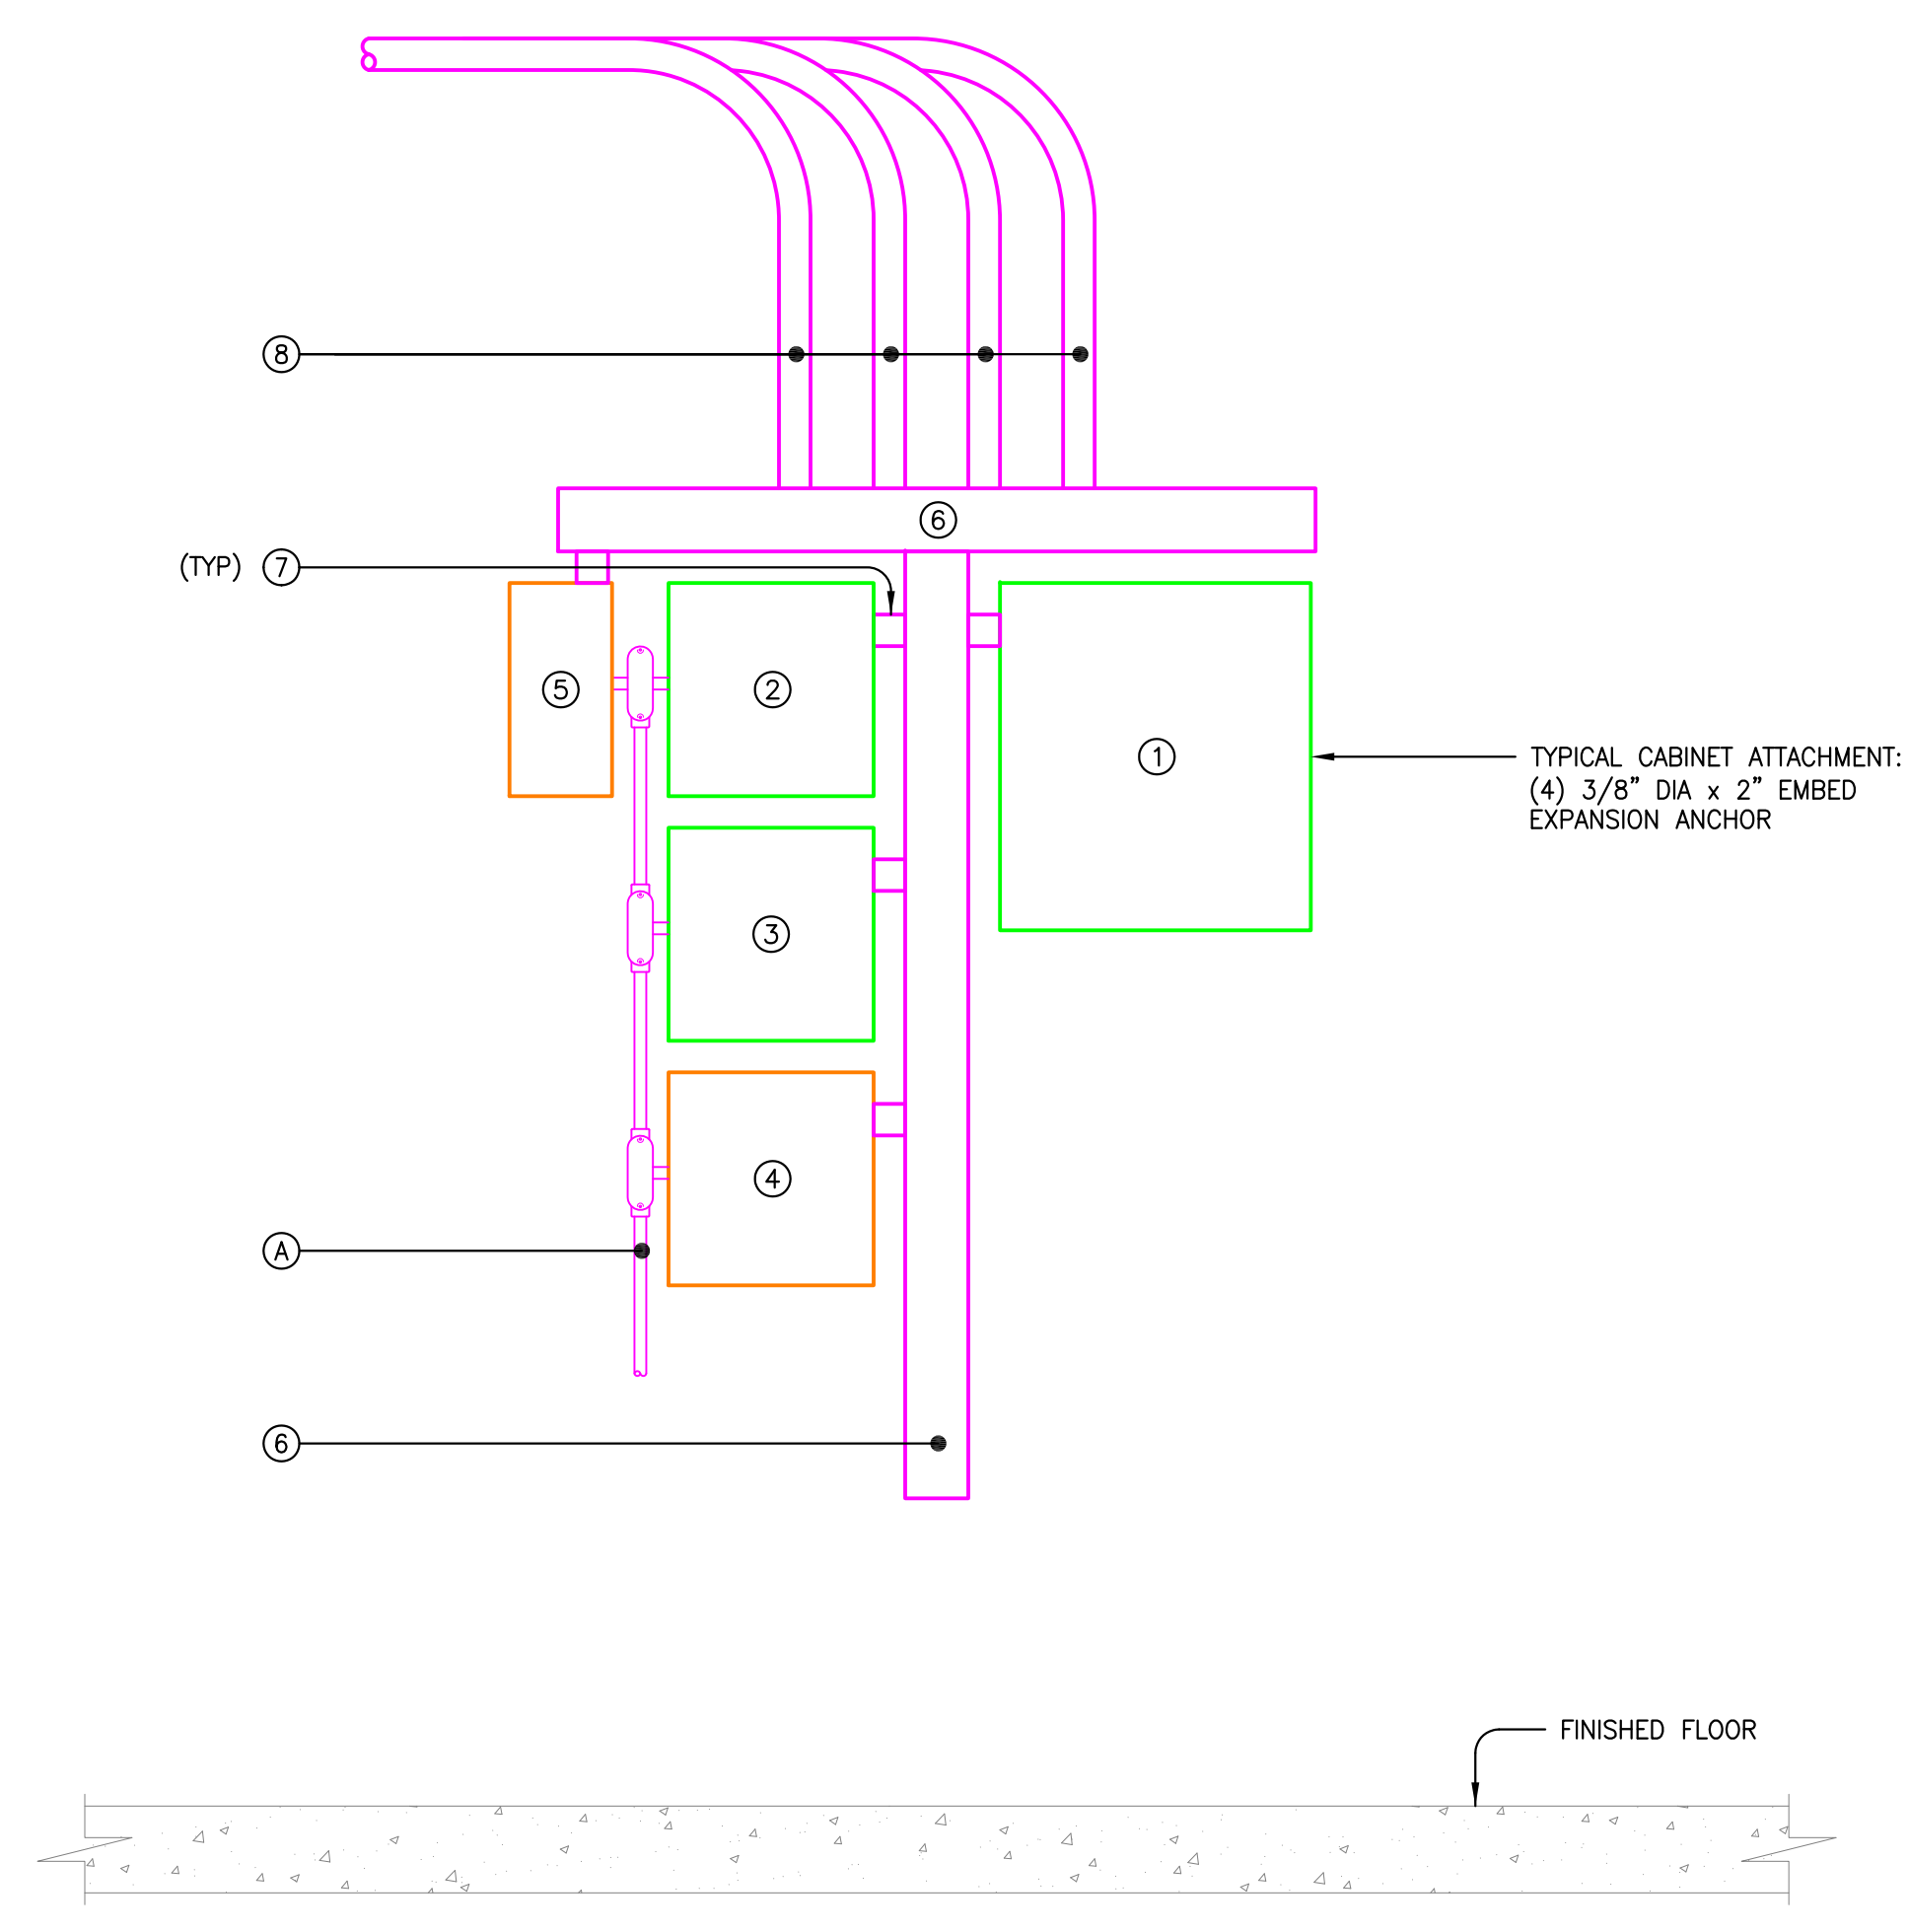 8
6
(TYP) 7
5
2
1
TYPICAL CABINET ATTACHMENT:
(4) 3/8" DIA x 2" EMBED
EXPANSION ANCHOR
3
4
A
6
FINISHED FLOOR